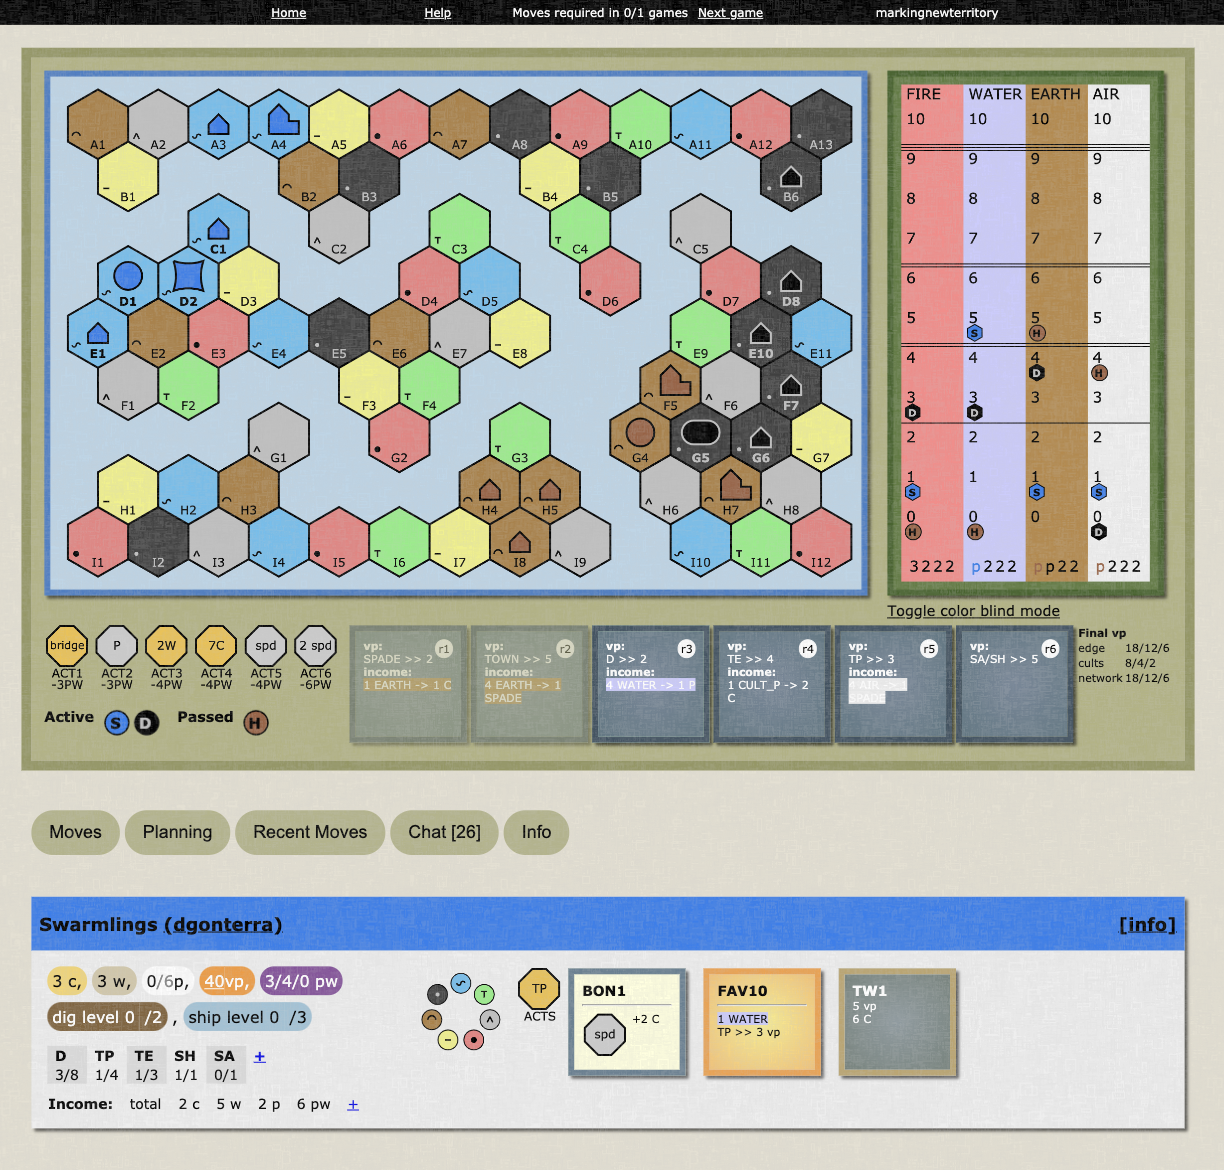 Home Help Moves required in 0/1 games Next game markingnewterritory
A1 A2 A3 A4 A5 A6 A7 A8 A9 A10 A11 A12 A13
B1 B2 B3 B4 B5 B6
C1 C2 C3 C4 C5
D1 D2 D3 D4 D5 D6 D7 D8
E1 E2 E3 E4 E5 E6 E7 E8 E9 E10 E11
F1 F2 F3 F4 F5 F6 F7
G1 G2 G3 G4 G5 G6 G7
H1 H2 H3 H4 H5 H6 H7 H8
I1 I2 I3 I4 I5 I6 I7 I8 I9 I10 I11 I12
FIRE WATER EARTH AIR
10 10 10 10
9 9 9 9
8 8 8 8
7 7 7 7
6 6 6 6
5 5 5 5
S H
4 4 4 4
D H
3 3 3 3
D D
2 2 2 2
1 1 1 1
S S S
0 0 0 0
H H D
3222 p222 pp22 p222
Toggle color blind mode
bridge P 2W 7C spd 2 spd
ACT1 ACT2 ACT3 ACT4 ACT5 ACT6
-3PW -3PW -4PW -4PW -4PW -6PW
Active S D Passed H
r1
vp:
SPADE >> 2
income:
1 EARTH -> 1 C
r2
vp:
TOWN >> 5
income:
4 EARTH -> 1
SPADE
r3
vp:
D >> 2
income:
4 WATER -> 1 P
r4
vp:
TE >> 4
income:
1 CULT_P -> 2
C
r5
vp:
TP >> 3
income:
4 AIR -> 1
SPADE
r6
vp:
SA/SH >> 5
Final vp
edge 18/12/6
cults 8/4/2
network 18/12/6
Moves Planning Recent Moves Chat [26] Info
Swarmlings (dgonterra) [info]
3 c, 3 w, 0/6p, 40vp, 3/4/0 pw
dig level 0 /2 , ship level 0 /3
D TP TE SH SA +
3/8 1/4 1/3 1/1 0/1
Income: total 2 c 5 w 2 p 6 pw +
TP
ACTS
BON1
spd +2 C
FAV10
1 WATER
TP >> 3 vp
TW1
5 vp
6 C